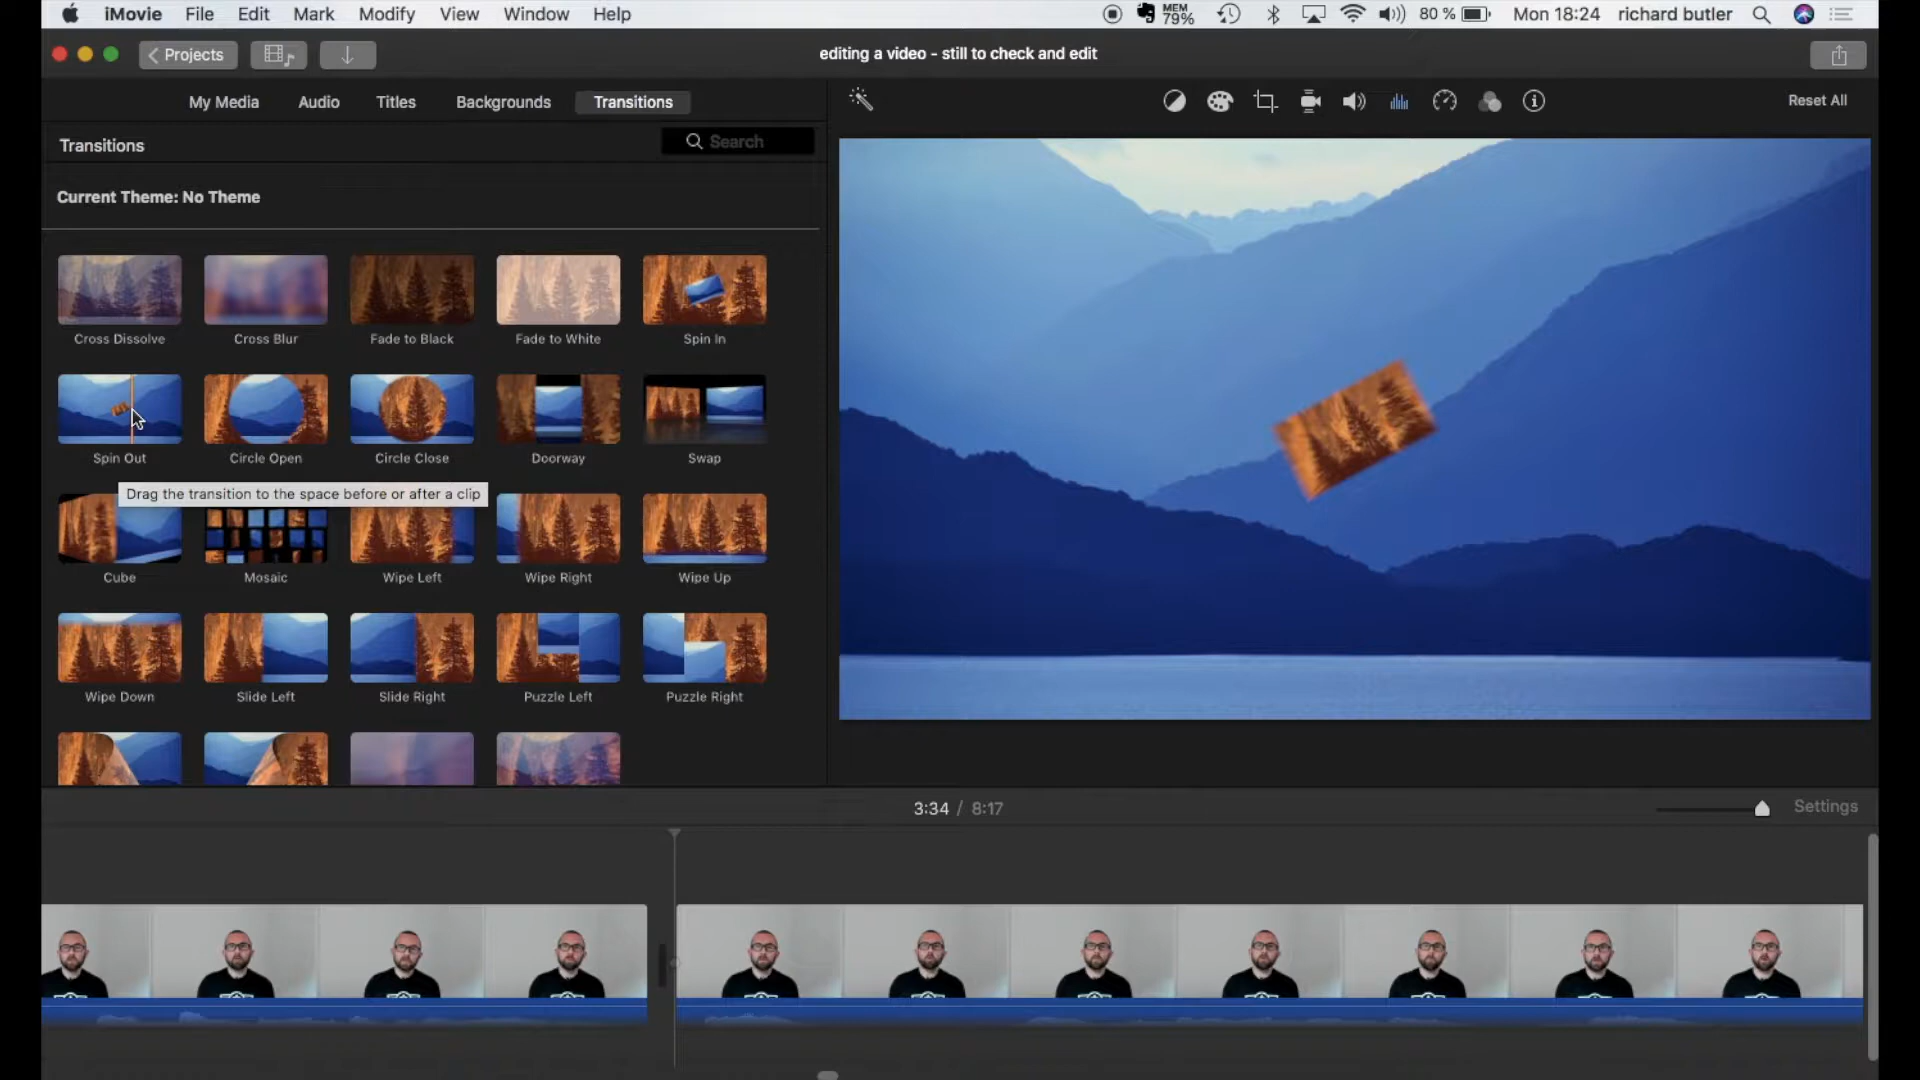 iMovie File Edit Mark Modify View Window Help MEM 79% 80 % Mon 18:24 richard butler
Projects editing a video - still to check and edit
My Media Audio Titles Backgrounds Transitions Reset All
Transitions Search
Current Theme: No Theme
Cross Dissolve Cross Blur Fade to Black Fade to White Spin In
Spin Out Circle Open Circle Close Doorway Swap
Drag the transition to the space before or after a clip
Cube Mosaic Wipe Left Wipe Right Wipe Up
Wipe Down Slide Left Slide Right Puzzle Left Puzzle Right
3:34 / 8:17 Settings